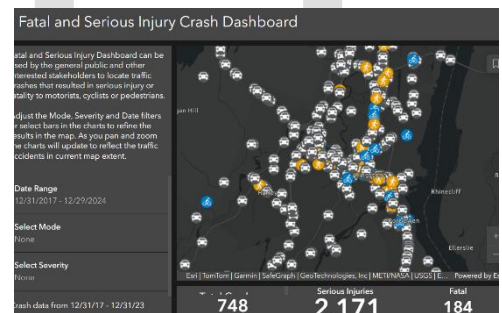 Fatal and Serious Injury Crash Dashboard
atal and Serious Injury Dashboard can be
sed by the general public and other
nterested stakeholders to locate traffic
rashes that resulted in serious injury or
atality to motorists, cyclists or pedestrians.
djust the Mode, Severity and Date filters
r select bars in the charts to refine the
esults in the map. As you pan and zoom
he charts will update to reflect the traffic
ccidents in current map extent.
Date Range
12/31/2017 - 12/29/2024
Select Mode
None
Select Severity
None
rash data from 12/31/17 - 12/31/23
an Hill
Rhinecliff
Ellerslie
Esri | TomTom | Garmin | SafeGraph | GeoTechnologies, Inc | METI/NASA | USGS | E... Powered by Es
748
Serious Injuries
2,171
Fatal
184